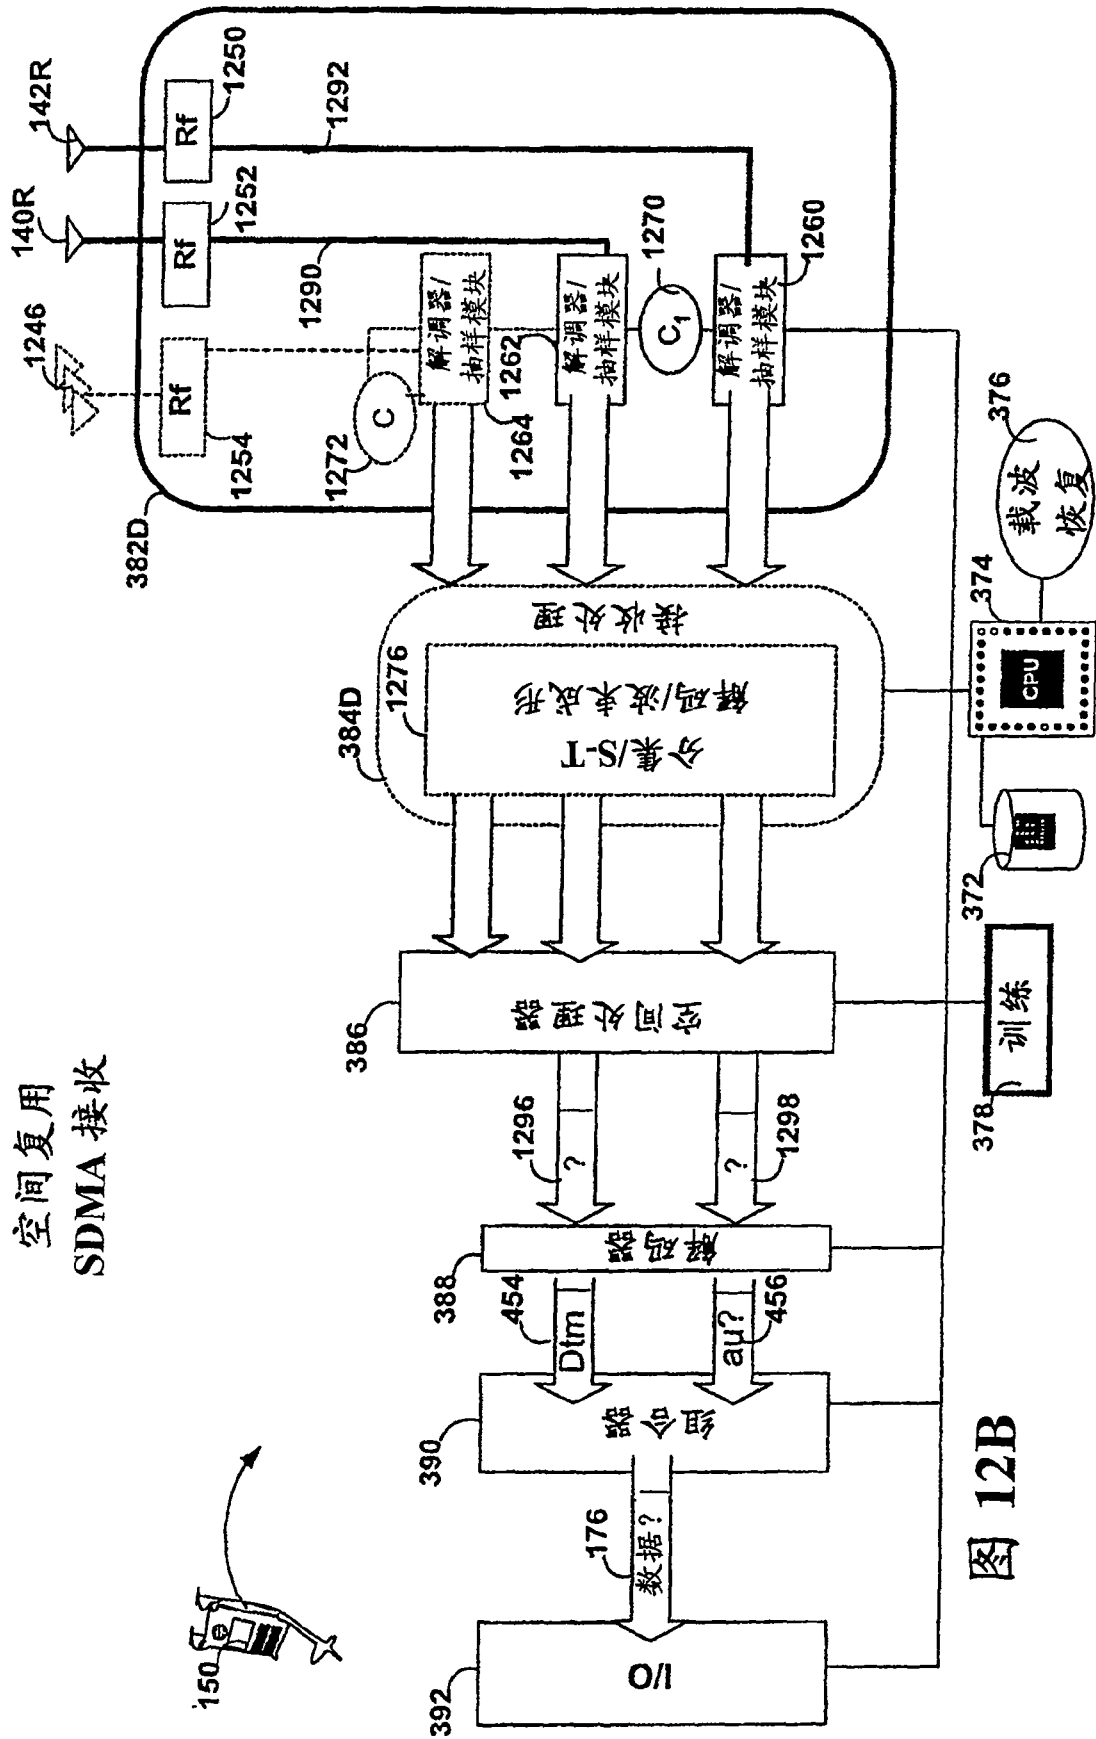 空间复用
SDMA 接收
142R
140R
1246
Rf
1250
Rf
1252
Rf
1254
1292
1290
382D
解调器/
抽样模块
1264
解调器/
抽样模块
1262
解调器/
抽样模块
1260
C
1272
C1
1270
384D
接收处理
1276
分集/S-T
解码/波束成形
386
空间处理器
1296
?
1298
?
388
解码器
454
Dtm
456
au?
390
组合器
176
数据?
392
I/O
150
载波
恢复
376
374
CPU
372
训练
378
图 12B